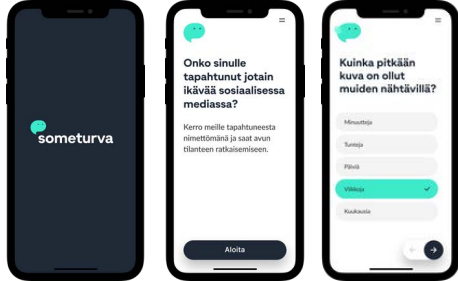 someturva
Onko sinulle
tapahtunut jotain
ikävää sosiaalisessa
mediassa?
Kerro meille tapahtuneesta
nimettömänä ja saat avun
tilanteen ratkaisemiseen.
Aloita
Kuinka pitkään
kuva on ollut
muiden nähtävillä?
Minuutteja
Tunteja
Päiviä
Viikkoja
Kuukausia